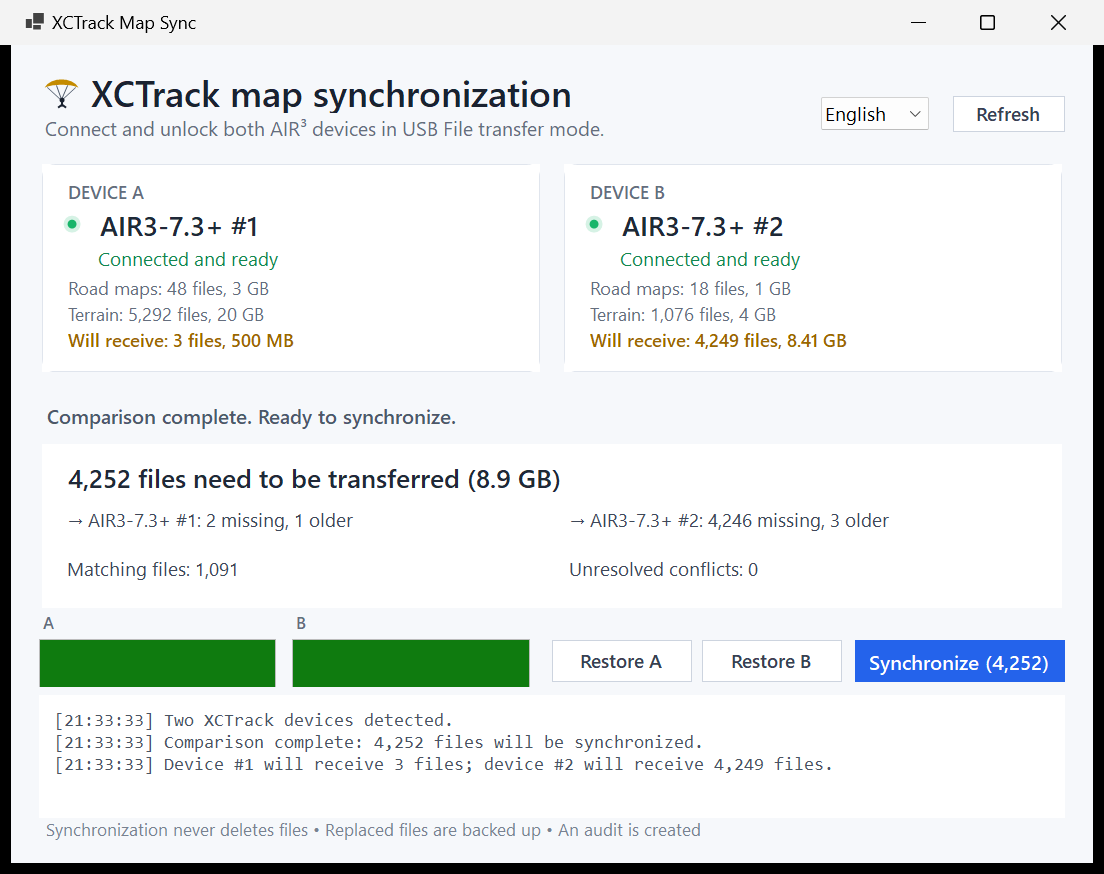 XCTrack Map Sync
XCTrack map synchronization
Connect and unlock both AIR³ devices in USB File transfer mode.
English
Refresh
DEVICE A
AIR3-7.3+ #1
Connected and ready
Road maps: 48 files, 3 GB
Terrain: 5,292 files, 20 GB
Will receive: 3 files, 500 MB
DEVICE B
AIR3-7.3+ #2
Connected and ready
Road maps: 18 files, 1 GB
Terrain: 1,076 files, 4 GB
Will receive: 4,249 files, 8.41 GB
Comparison complete. Ready to synchronize.
4,252 files need to be transferred (8.9 GB)
→ AIR3-7.3+ #1: 2 missing, 1 older
→ AIR3-7.3+ #2: 4,246 missing, 3 older
Matching files: 1,091
Unresolved conflicts: 0
A
B
Restore A
Restore B
Synchronize (4,252)
[21:33:33] Two XCTrack devices detected.
[21:33:33] Comparison complete: 4,252 files will be synchronized.
[21:33:33] Device #1 will receive 3 files; device #2 will receive 4,249 files.
Synchronization never deletes files • Replaced files are backed up • An audit is created